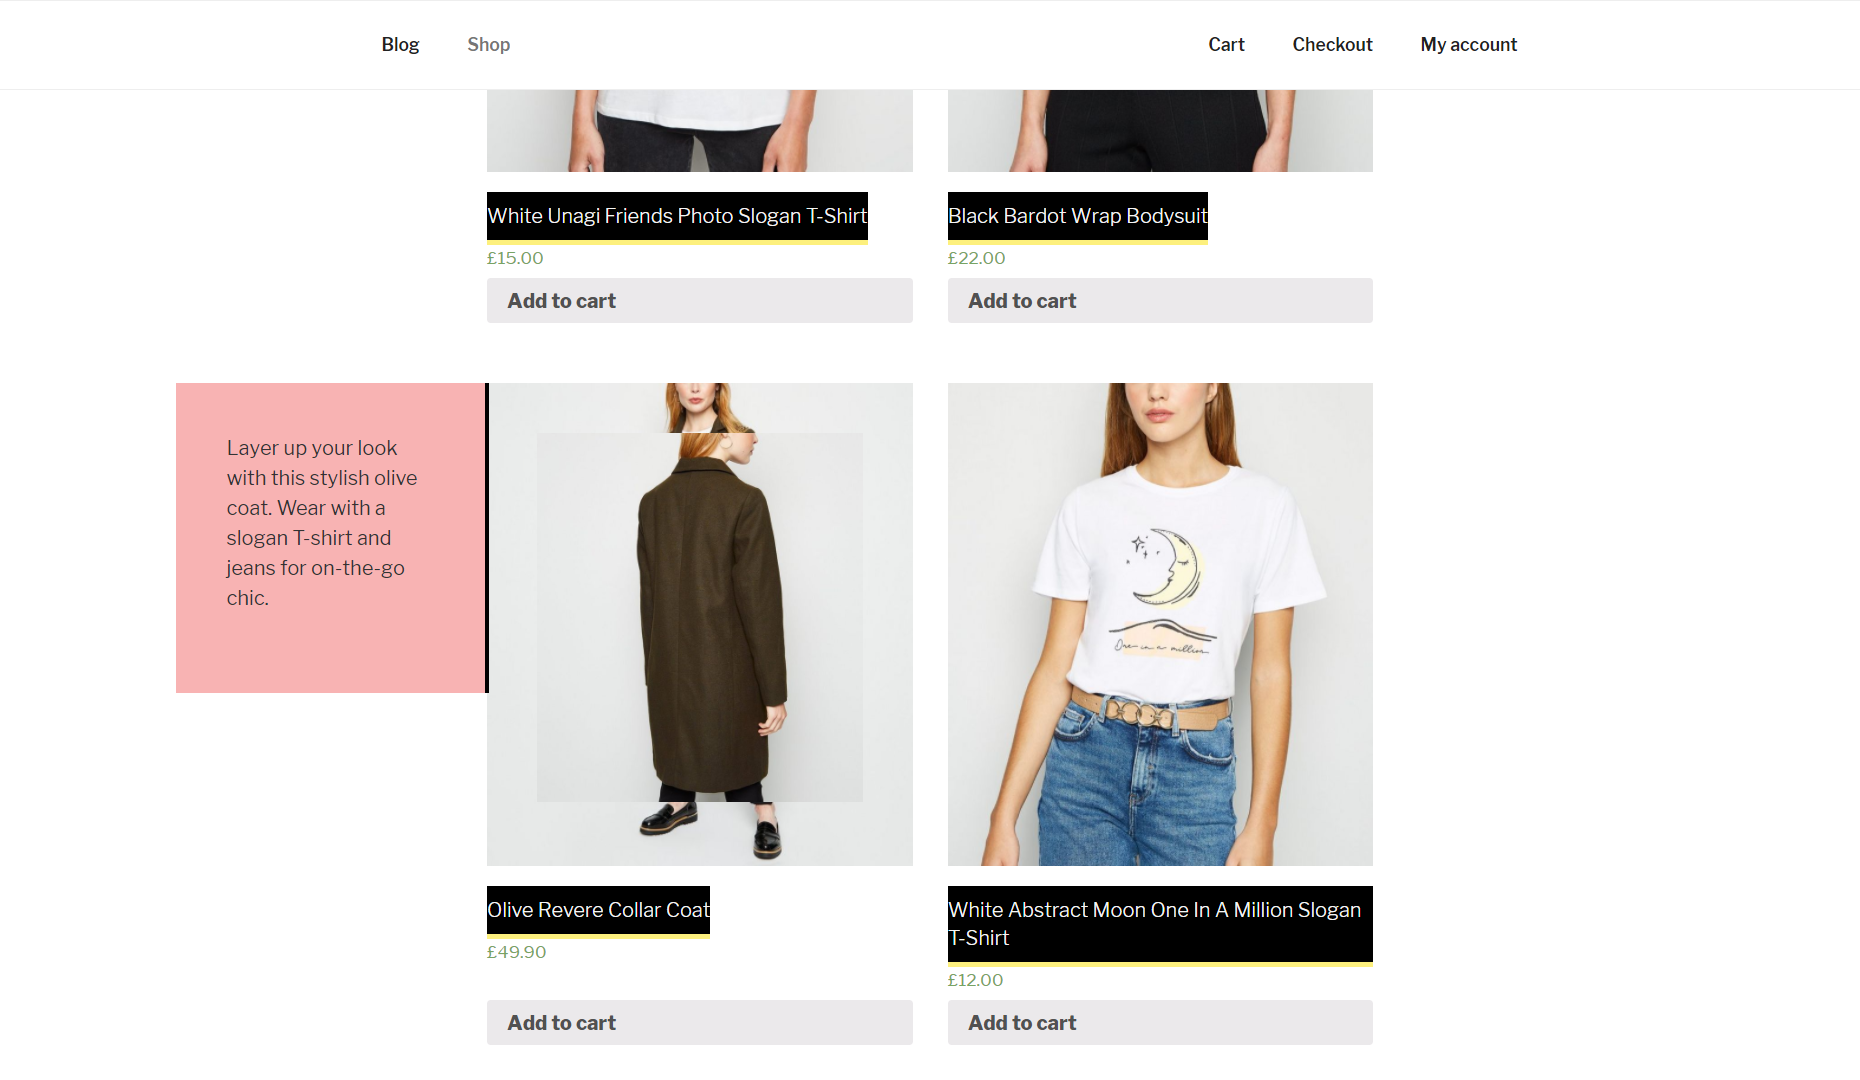 Blog Shop Cart Checkout My account
White Unagi Friends Photo Slogan T-Shirt
£15.00
Add to cart
Black Bardot Wrap Bodysuit
£22.00
Add to cart
Layer up your look
with this stylish olive
coat. Wear with a
slogan T-shirt and
jeans for on-the-go
chic.
Olive Revere Collar Coat
£49.90
Add to cart
One in a million
White Abstract Moon One In A Million Slogan
T-Shirt
£12.00
Add to cart